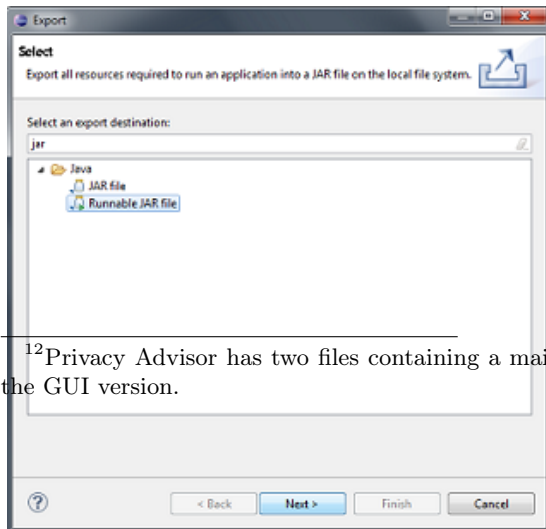 Export
Select
Export all resources required to run an application into a JAR file on the local file system.
Select an export destination:
jar
Java
JAR file
Runnable JAR file
12Privacy Advisor has two files containing a mai
the GUI version.
?
< Back Next > Finish Cancel